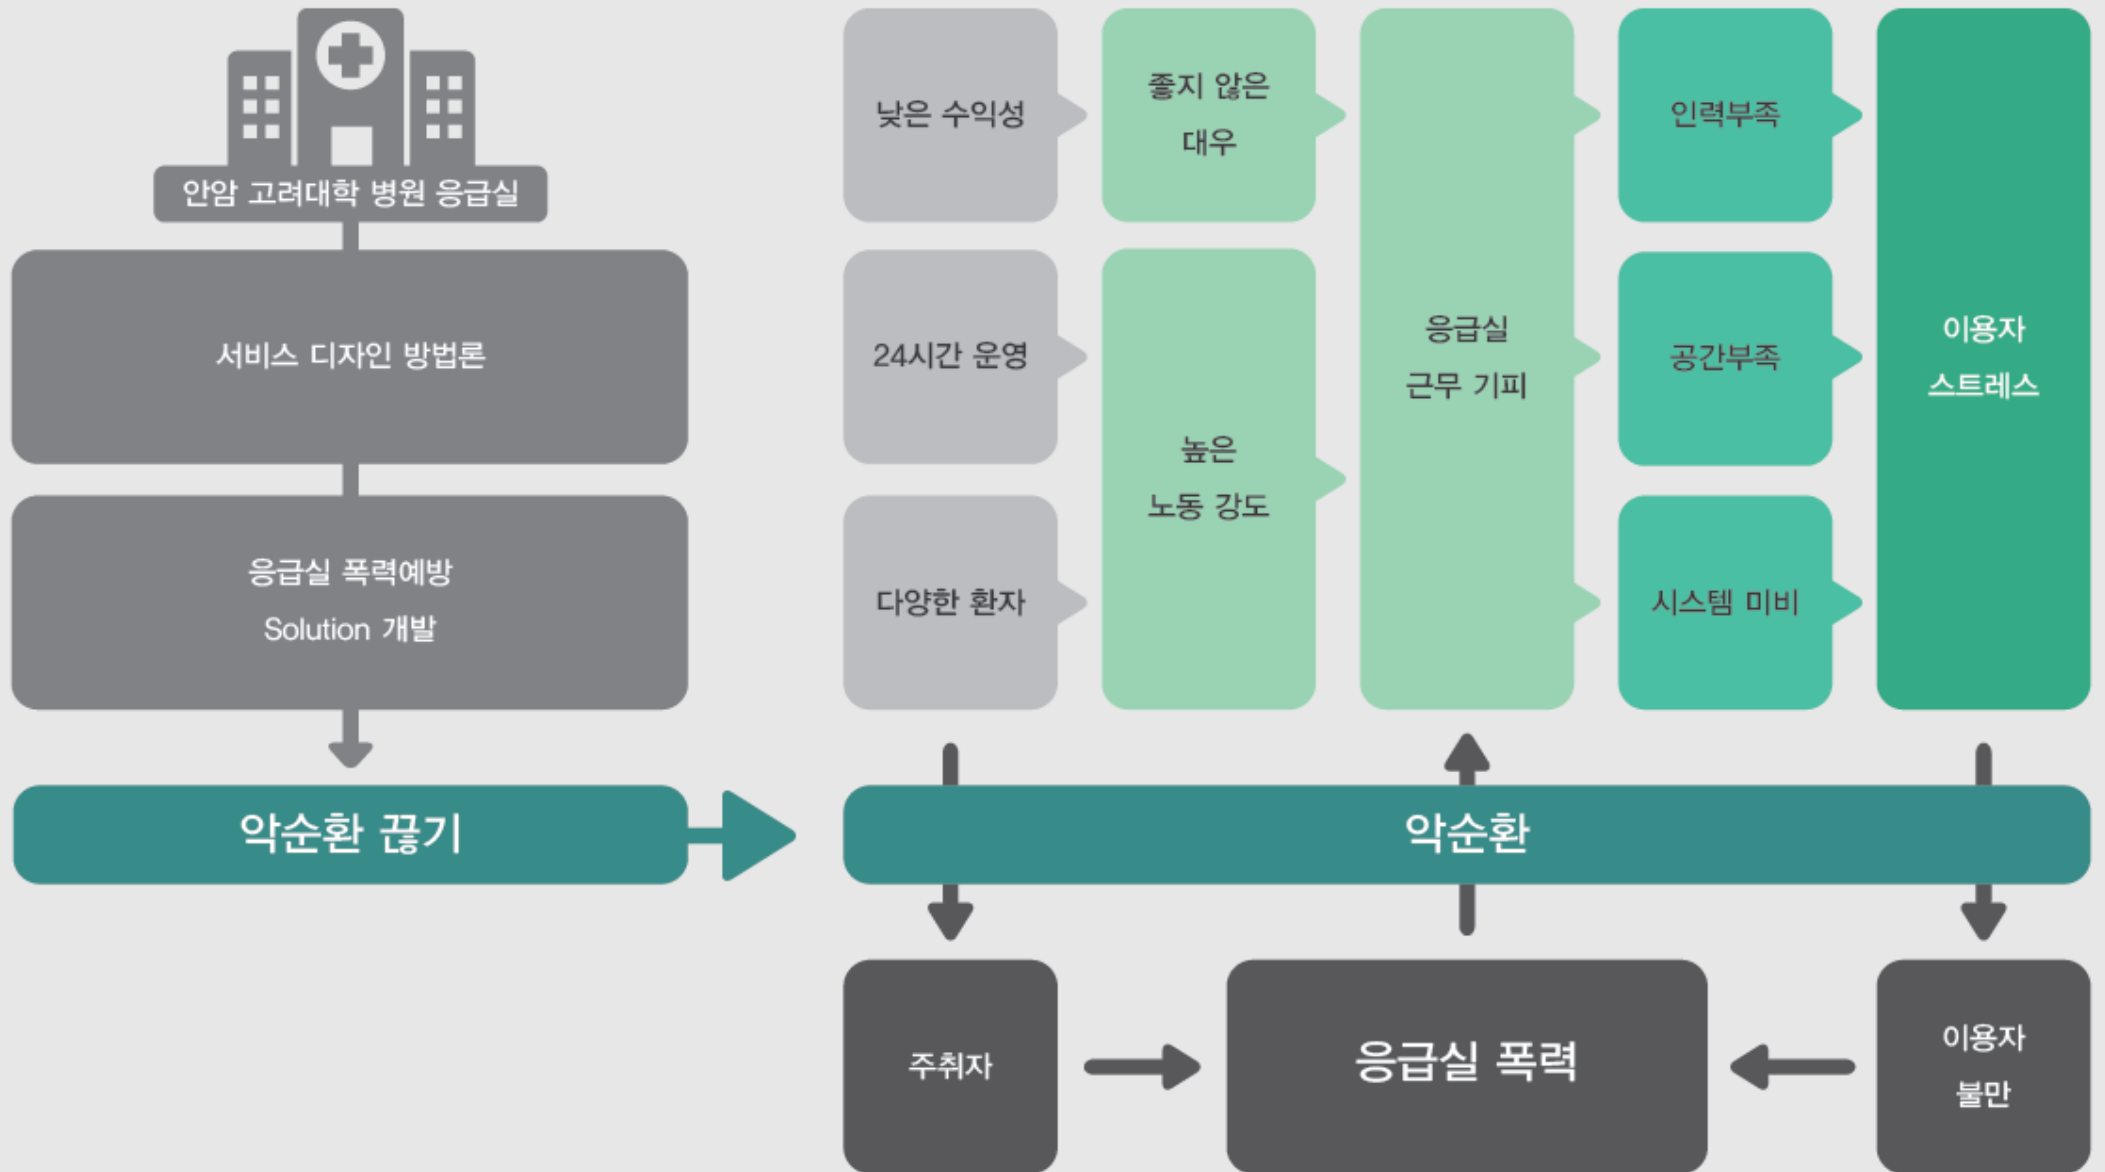 안암 고려대학 병원 응급실
서비스 디자인 방법론
응급실 폭력예방
Solution 개발
악순환 끊기
낮은 수익성
24시간 운영
다양한 환자
좋지 않은
대우
높은
노동 강도
응급실
근무 기피
인력부족
공간부족
시스템 미비
이용자
스트레스
악순환
주취자
응급실 폭력
이용자
불만